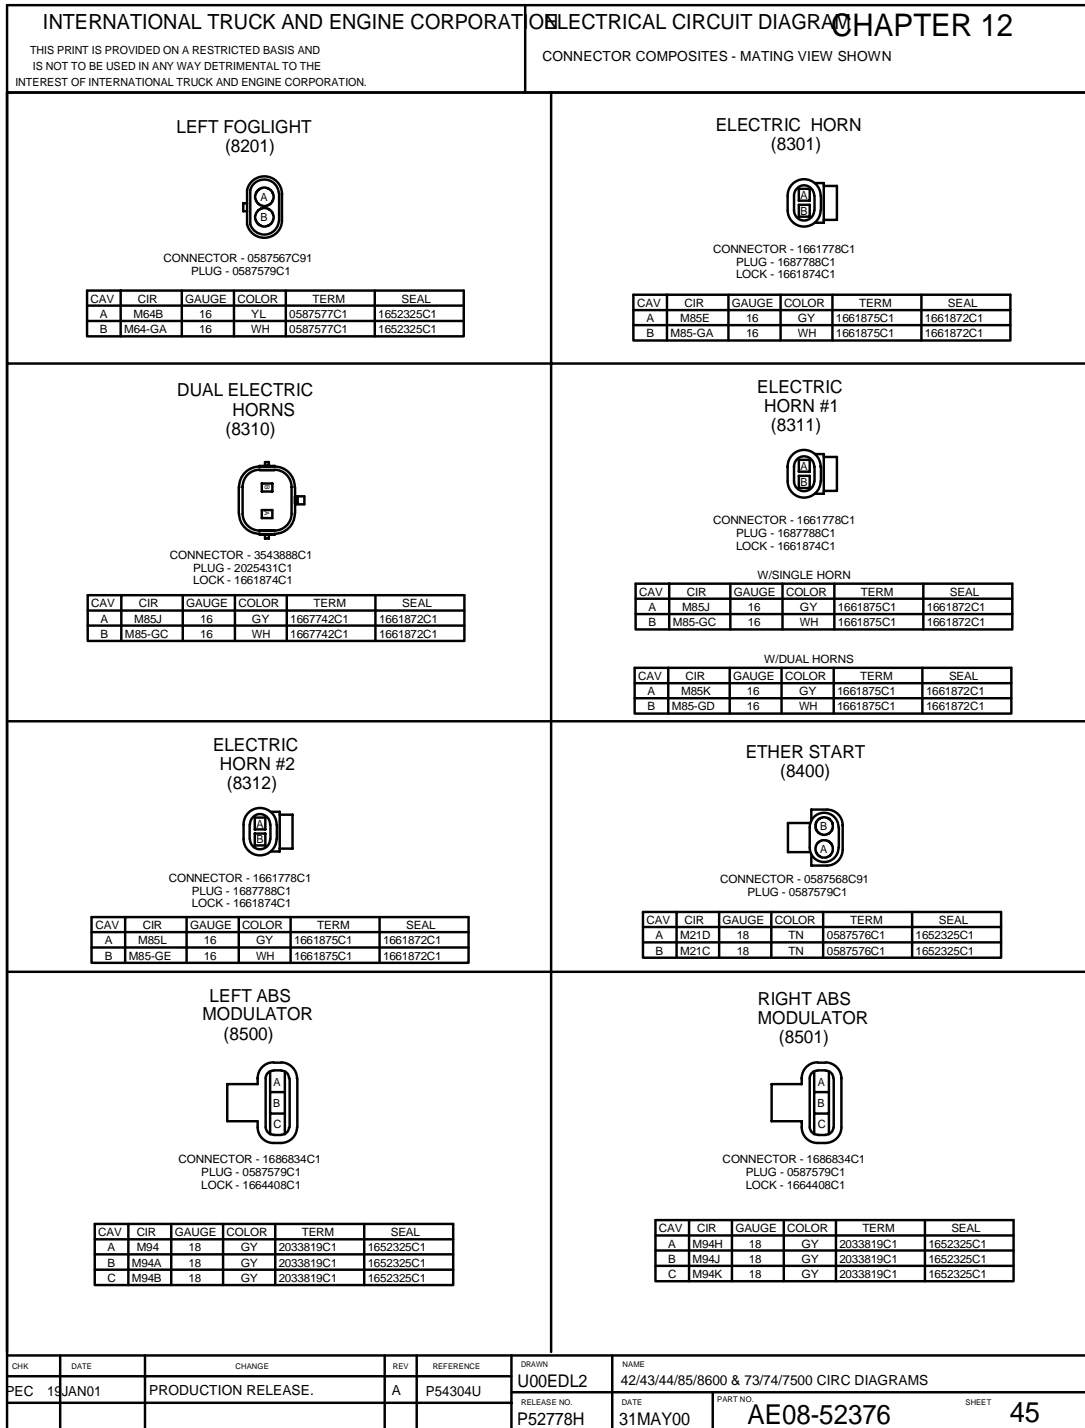 INTERNATIONAL TRUCK AND ENGINE CORPORATION
THIS PRINT IS PROVIDED ON A RESTRICTED BASIS AND
IS NOT TO BE USED IN ANY WAY DETRIMENTAL TO THE
INTEREST OF INTERNATIONAL TRUCK AND ENGINE CORPORATION.
ELECTRICAL CIRCUIT DIAGRAM
CHAPTER 12
CONNECTOR COMPOSITES - MATING VIEW SHOWN
LEFT FOGLIGHT
(8201)
A
B
CONNECTOR - 0587567C91
PLUG - 0587579C1
CAV CIR GAUGE COLOR TERM SEAL
A M64B 16 YL 0587577C1 1652325C1
B M64-GA 16 WH 0587577C1 1652325C1
ELECTRIC HORN
(8301)
A
B
CONNECTOR - 1661778C1
PLUG - 1687788C1
LOCK - 1661874C1
CAV CIR GAUGE COLOR TERM SEAL
A M85E 16 GY 1661875C1 1661872C1
B M85-GA 16 WH 1661875C1 1661872C1
DUAL ELECTRIC
HORNS
(8310)
B
A
CONNECTOR - 3543888C1
PLUG - 2025431C1
LOCK - 1661874C1
CAV CIR GAUGE COLOR TERM SEAL
A M85J 16 GY 1667742C1 1661872C1
B M85-GC 16 WH 1667742C1 1661872C1
ELECTRIC
HORN #1
(8311)
A
B
CONNECTOR - 1661778C1
PLUG - 1687788C1
LOCK - 1661874C1
W/SINGLE HORN
CAV CIR GAUGE COLOR TERM SEAL
A M85J 16 GY 1661875C1 1661872C1
B M85-GC 16 WH 1661875C1 1661872C1
W/DUAL HORNS
CAV CIR GAUGE COLOR TERM SEAL
A M85K 16 GY 1661875C1 1661872C1
B M85-GD 16 WH 1661875C1 1661872C1
ELECTRIC
HORN #2
(8312)
A
B
CONNECTOR - 1661778C1
PLUG - 1687788C1
LOCK - 1661874C1
CAV CIR GAUGE COLOR TERM SEAL
A M85L 16 GY 1661875C1 1661872C1
B M85-GE 16 WH 1661875C1 1661872C1
ETHER START
(8400)
B
A
CONNECTOR - 0587568C91
PLUG - 0587579C1
CAV CIR GAUGE COLOR TERM SEAL
A M21D 18 TN 0587576C1 1652325C1
B M21C 18 TN 0587576C1 1652325C1
LEFT ABS
MODULATOR
(8500)
A
B
C
CONNECTOR - 1686834C1
PLUG - 0587579C1
LOCK - 1664408C1
CAV CIR GAUGE COLOR TERM SEAL
A M94 18 GY 2033819C1 1652325C1
B M94A 18 GY 2033819C1 1652325C1
C M94B 18 GY 2033819C1 1652325C1
RIGHT ABS
MODULATOR
(8501)
A
B
C
CONNECTOR - 1686834C1
PLUG - 0587579C1
LOCK - 1664408C1
CAV CIR GAUGE COLOR TERM SEAL
A M94H 18 GY 2033819C1 1652325C1
B M94J 18 GY 2033819C1 1652325C1
C M94K 18 GY 2033819C1 1652325C1
CHK DATE CHANGE REV REFERENCE
PEC 19JAN01 PRODUCTION RELEASE. A P54304U
DRAWN
U00EDL2
NAME
42/43/44/85/8600 & 73/74/7500 CIRC DIAGRAMS
RELEASE NO.
P52778H
DATE
31MAY00
PART NO.
AE08-52376
SHEET 45